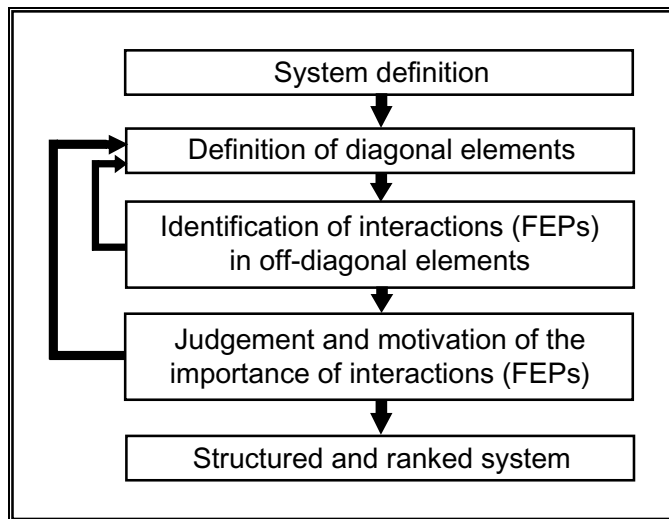 System definition
Definition of diagonal elements
Identification of interactions (FEPs)
in off-diagonal elements
Judgement and motivation of the
importance of interactions (FEPs)
Structured and ranked system